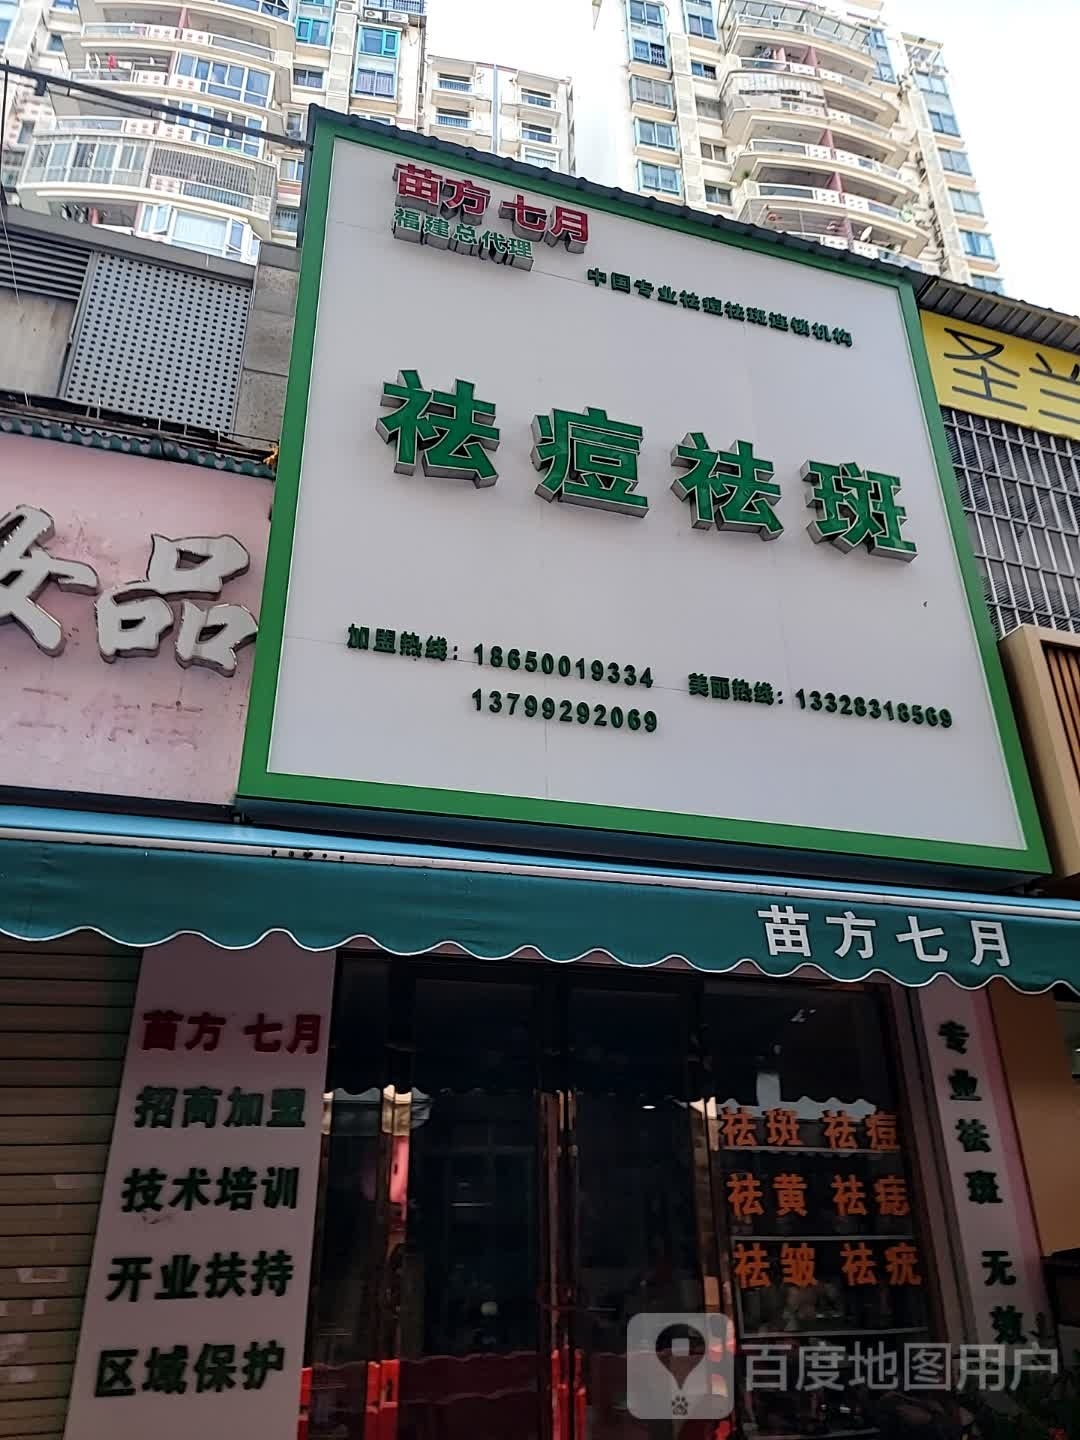 苗方 七月
福建总代理
中国专业祛痘祛斑连锁机构
祛痘祛斑
加盟热线：18650019334
13799292069
美丽热线：13328318569
圣
品
苗方七月
苗方 七月
招商加盟
技术培训
开业扶持
区域保护
祛斑 祛痘
祛黄 祛痣
祛皱 祛疣
专业祛斑 无效
百度地图用户